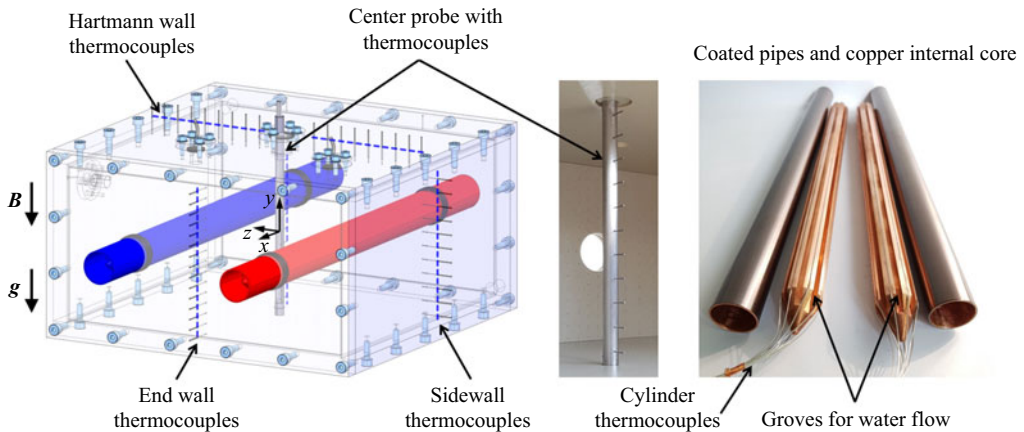 Hartmann wall
thermocouples
Center probe with
thermocouples
Coated pipes and copper internal core
B
g
y
z
x
End wall
thermocouples
Sidewall
thermocouples
Cylinder
thermocouples
Groves for water flow